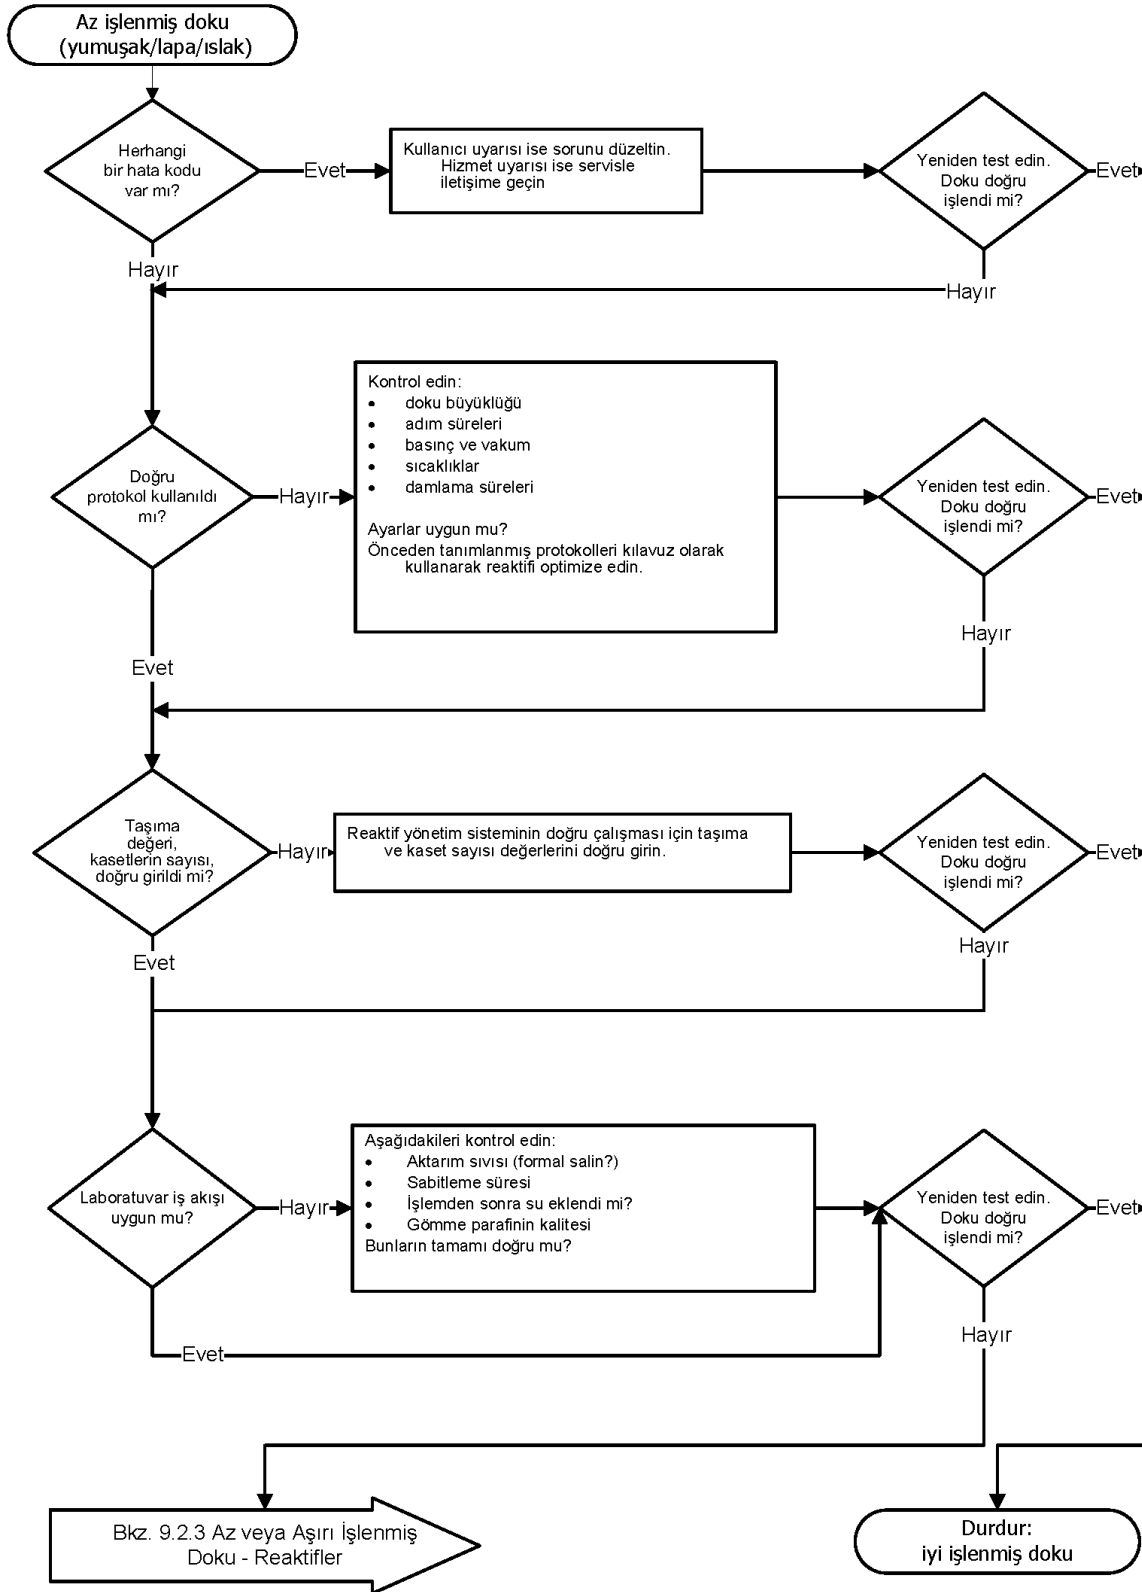 Az işlenmiş doku
(yumuşak/lapa/ıslak)
Herhangi
bir hata kodu
var mı?
Evet
Kullanıcı uyarısı ise sorunu düzeltin.
Hizmet uyarısı ise servisle
iletişime geçin
Yeniden test edin.
Doku doğru
işlendi mi?
Evet
Hayır
Hayır
Doğru
protokol kullanıldı
mı?
Hayır
Kontrol edin:
• doku büyüklüğü
• adım süreleri
• basınç ve vakum
• sıcaklıklar
• damlama süreleri
Ayarlar uygun mu?
Önceden tanımlanmış protokolleri kılavuz olarak
kullanarak reaktifi optimize edin.
Yeniden test edin.
Doku doğru
işlendi mi?
Evet
Hayır
Evet
Taşıma
değeri,
kasetlerin sayısı,
doğru girildi mi?
Hayır
Reaktif yönetim sisteminin doğru çalışması için taşıma
ve kaset sayısı değerlerini doğru girin.
Yeniden test edin.
Doku doğru
işlendi mi?
Evet
Hayır
Evet
Laboratuvar iş akışı
uygun mu?
Hayır
Aşağıdakileri kontrol edin:
• Aktarım sıvısı (formal salin?)
• Sabitleme süresi
• İşlemden sonra su eklendi mi?
• Gömme parafinin kalitesi
Bunların tamamı doğru mu?
Yeniden test edin.
Doku doğru
işlendi mi?
Evet
Hayır
Evet
Bkz. 9.2.3 Az veya Aşırı İşlenmiş
Doku - Reaktifler
Durdur:
iyi işlenmiş doku